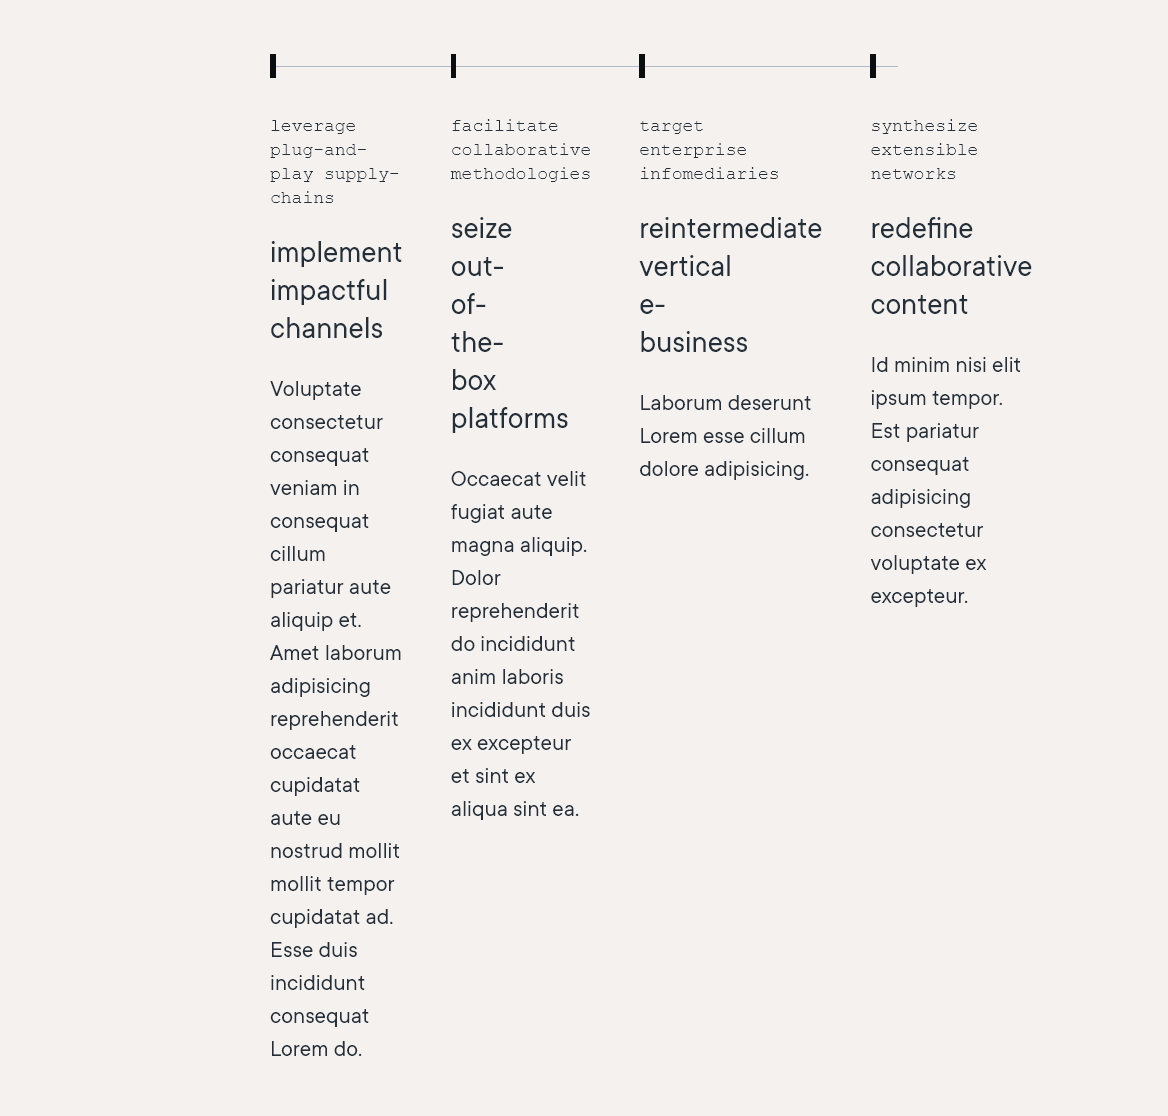 leverage
plug-and-
play supply-
chains
implement
impactful
channels
Voluptate
consectetur
consequat
veniam in
consequat
cillum
pariatur aute
aliquip et.
Amet laborum
adipisicing
reprehenderit
occaecat
cupidatat
aute eu
nostrud mollit
mollit tempor
cupidatat ad.
Esse duis
incididunt
consequat
Lorem do.
facilitate
collaborative
methodologies
seize
out-
of-
the-
box
platforms
Occaecat velit
fugiat aute
magna aliquip.
Dolor
reprehenderit
do incididunt
anim laboris
incididunt duis
ex excepteur
et sint ex
aliqua sint ea.
target
enterprise
infomediaries
reintermediate
vertical
e-
business
Laborum deserunt
Lorem esse cillum
dolore adipisicing.
synthesize
extensible
networks
redefine
collaborative
content
Id minim nisi elit
ipsum tempor.
Est pariatur
consequat
adipisicing
consectetur
voluptate ex
excepteur.